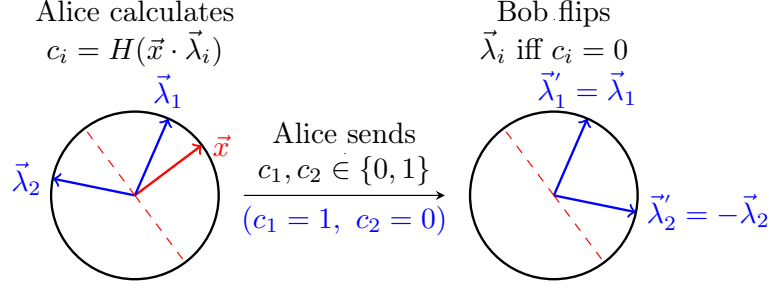 Alice calculates
$c_i = H(\vec{x} \cdot \vec{\lambda}_i)$
$\vec{\lambda}_1$
$\vec{x}$
$\vec{\lambda}_2$
Alice sends
$c_1, c_2 \in \{0, 1\}$
$(c_1 = 1,\ c_2 = 0)$
Bob flips
$\vec{\lambda}_i$ iff $c_i = 0$
$\vec{\lambda}_1' = \vec{\lambda}_1$
$\vec{\lambda}_2' = -\vec{\lambda}_2$